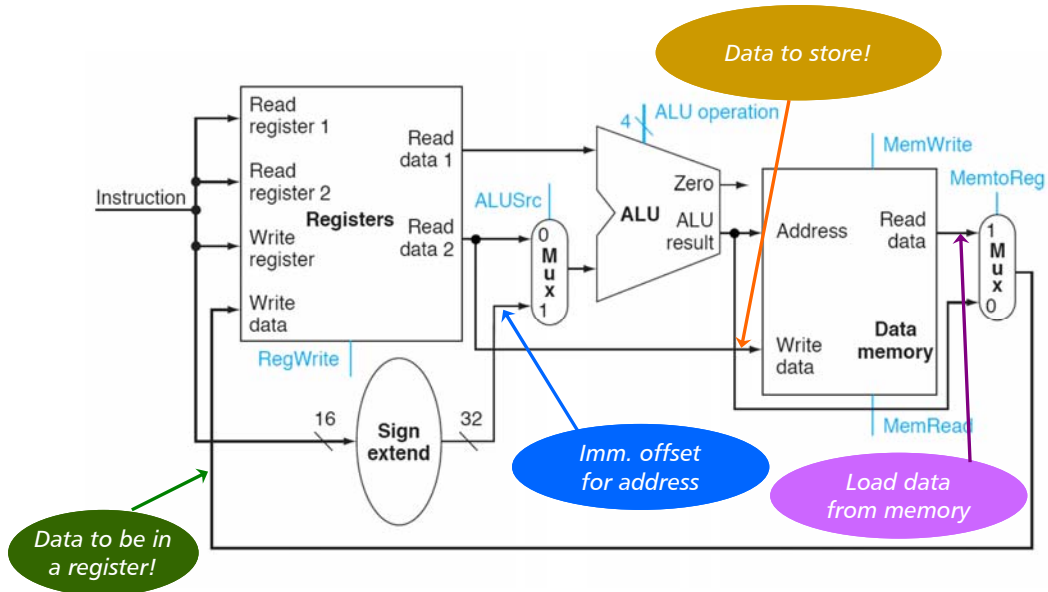 Data to store!
Read
register 1
Read
data 1
4
ALU operation
MemWrite
MemtoReg
Instruction
Read
register 2
Registers
ALUSrc
Zero
ALU
ALU
result
Write
register
Read
data 2
0
Mux
1
Address
Read
data
1
Mux
0
Write
data
RegWrite
Write
data
Data
memory
16
Sign
extend
32
MemRead
Imm. offset
for address
Load data
from memory
Data to be in
a register!